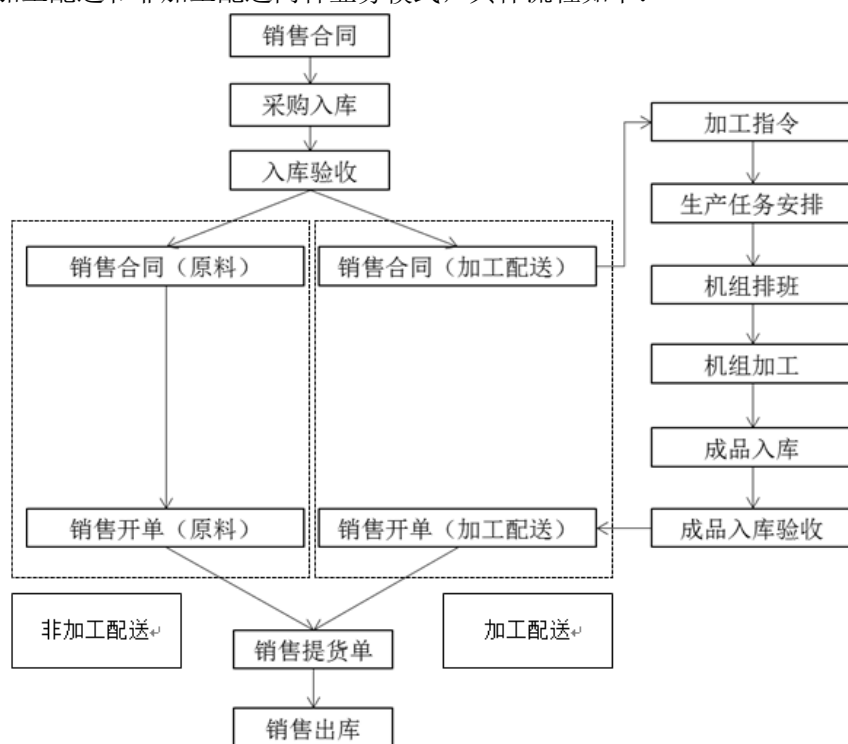 加工配送和非加工配送两种业务模式，具体流程如下：
销售合同
采购入库
入库验收
加工指令
生产任务安排
销售合同（原料）
销售合同（加工配送）
机组排班
机组加工
成品入库
销售开单（原料）
销售开单（加工配送）
成品入库验收
非加工配送
加工配送
销售提货单
销售出库